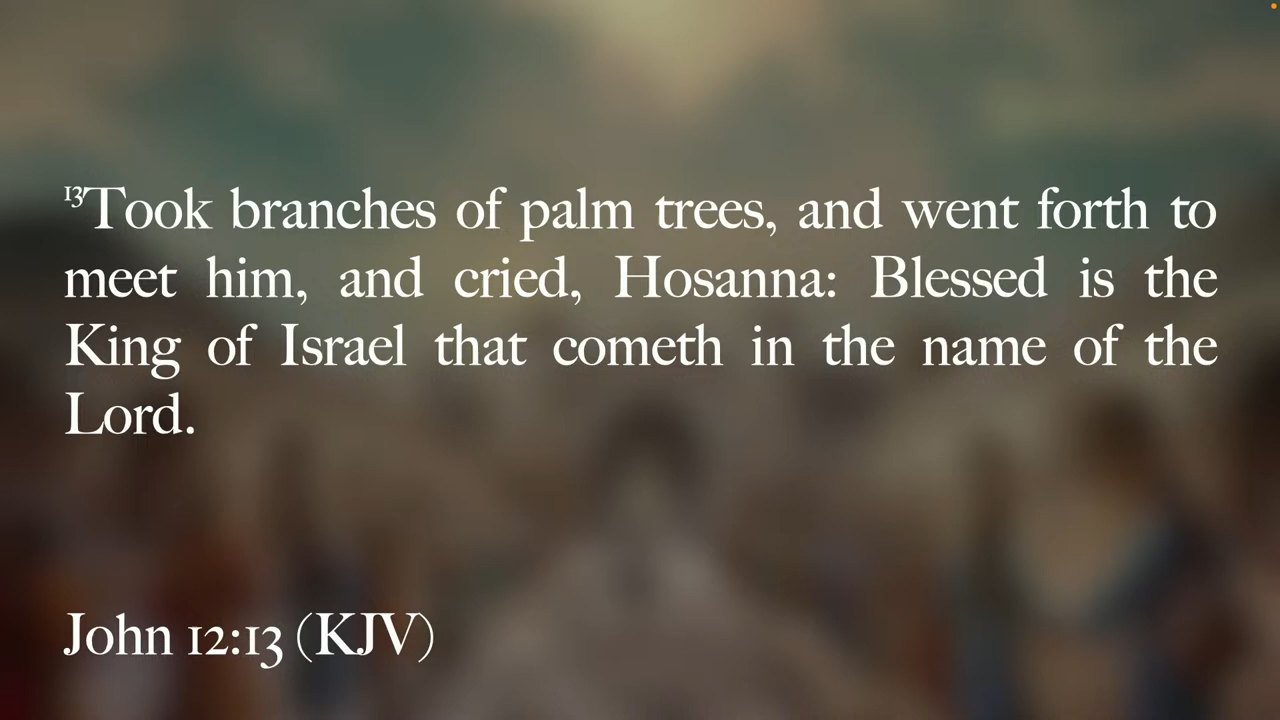 ¹³Took branches of palm trees, and went forth to
meet him, and cried, Hosanna: Blessed is the
King of Israel that cometh in the name of the
Lord.
John 12:13 (KJV)